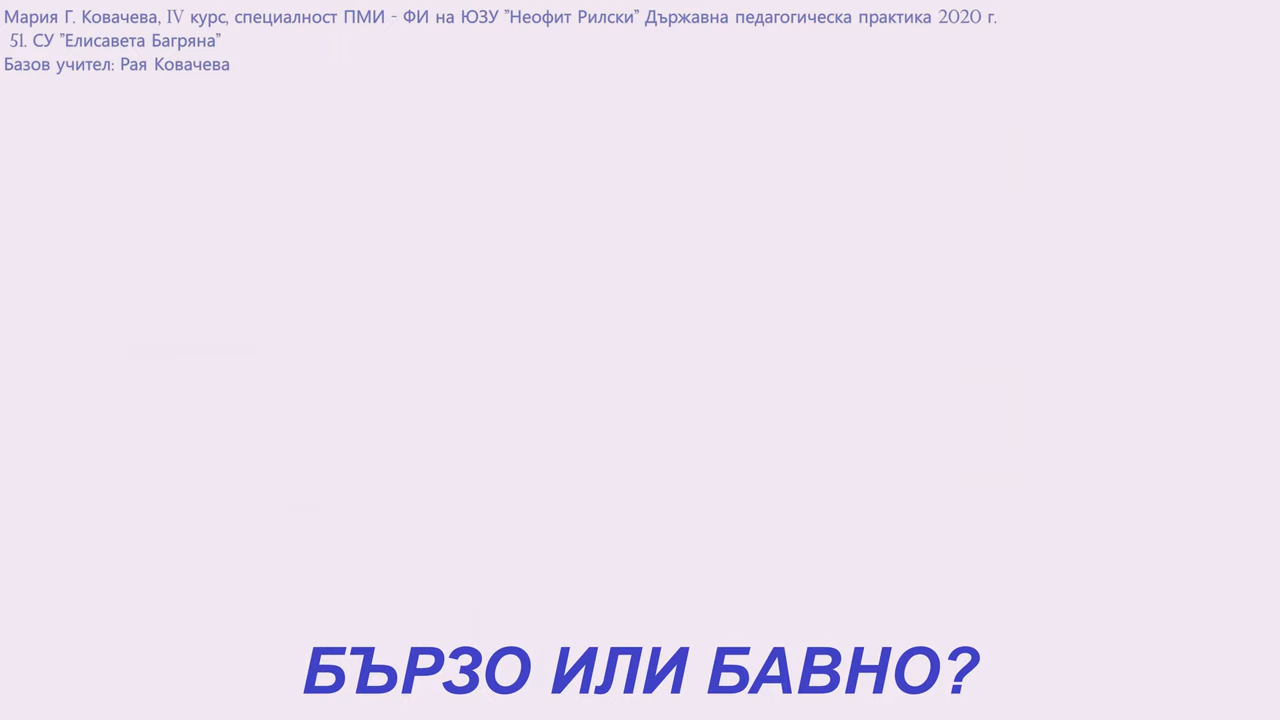 Мария Г. Ковачева, IV курс, специалност ПМИ - ФИ на ЮЗУ "Неофит Рилски" Държавна педагогическа практика 2020 г.
51. СУ "Елисавета Багряна"
Базов учител: Рая Ковачева
БЪРЗО ИЛИ БАВНО?